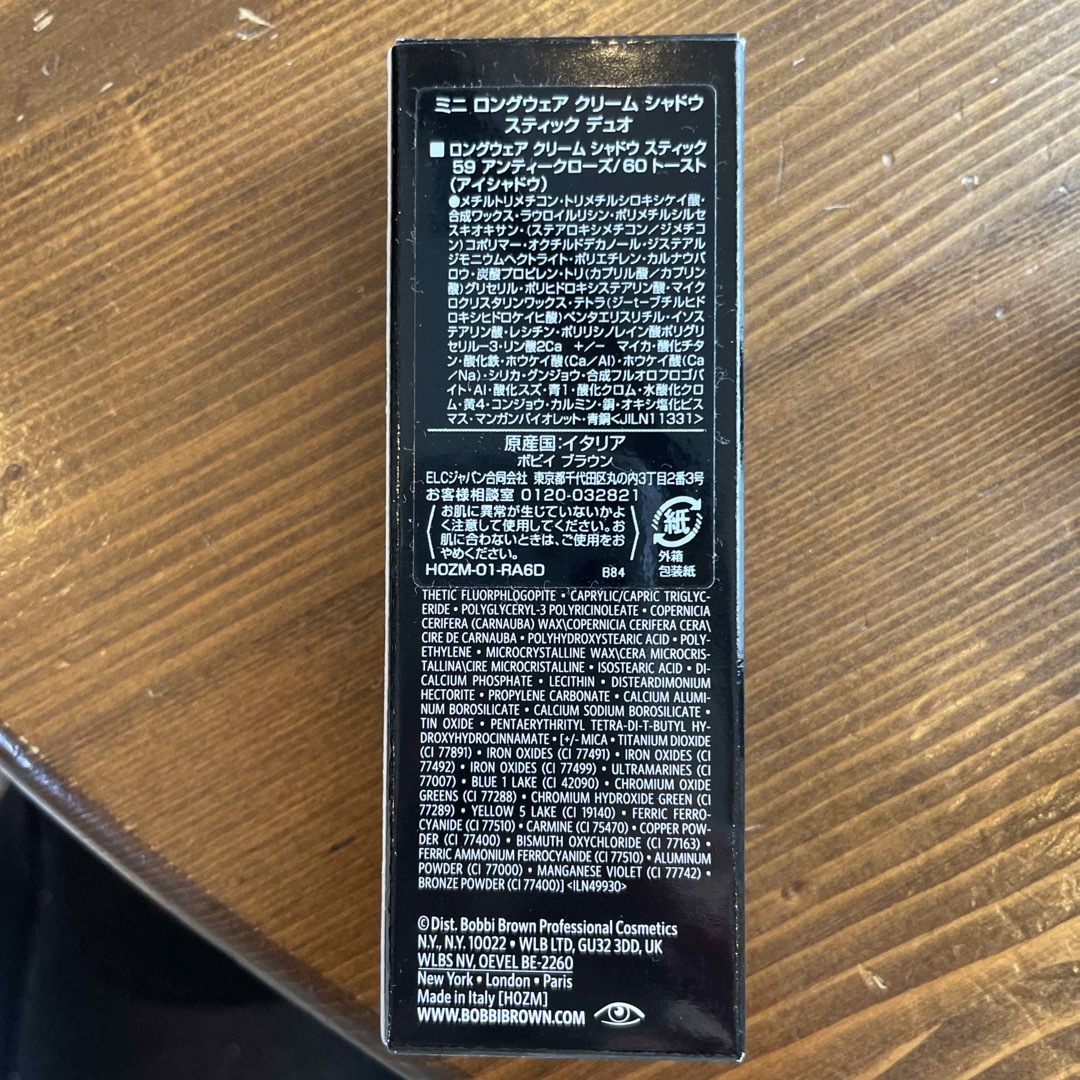 ミニ ロングウェア クリーム シャドウ
スティック デュオ
■ ロングウェア クリーム シャドウ スティック
59 アンティークローズ/60 トースト
(アイシャドウ)
●メチルトリメチコン・トリメチルシロキシケイ酸・
合成ワックス・ラウロイルリシン・ポリメチルシルセ
スキオキサン・(ステアロキシメチコン/ジメチコ
ン)コポリマー・オクチルドデカノール・ジステアル
ジモニウムヘクトライト・ポリエチレン・カルナウバ
ロウ・炭酸プロピレン・トリ(カプリル酸/カプリン
酸)グリセリル・ポリヒドロキシステアリン酸・マイク
ロクリスタリンワックス・テトラ(ジーtーブチルヒド
ロキシヒドロケイヒ酸)ペンタエリスリチル・イソス
テアリン酸・レシチン・ポリリシノレイン酸ポリグリ
セリルー3・リン酸2Ca +/− マイカ・酸化チタ
ン・酸化鉄・ホウケイ酸(Ca/Al)・ホウケイ酸(Ca
/Na)・シリカ・グンジョウ・合成フルオロフロゴパ
イト・Al・酸化スズ・青1・酸化クロム・水酸化クロ
ム・黄4・コンジョウ・カルミン・銅・オキシ塩化ビス
マス・マンガンバイオレット・青銅<JILN11331>
原産国:イタリア
ボビイ ブラウン
ELCジャパン合同会社 東京都千代田区丸の内3丁目2番3号
お客様相談室 0120-032821
お肌に異常が生じていないかよ
く注意して使用してください。お
肌に合わないときは、ご使用をお
やめください。
紙
外箱
包装紙
HOZM-01-RA6D B84
THETIC FLUORPHLOGOPITE • CAPRYLIC/CAPRIC TRIGLYC-
ERIDE • POLYGLYCERYL-3 POLYRICINOLEATE • COPERNICIA
CERIFERA (CARNAUBA) WAX\COPERNICIA CERIFERA CERA\
CIRE DE CARNAUBA • POLYHYDROXYSTEARIC ACID • POLY-
ETHYLENE • MICROCRYSTALLINE WAX\CERA MICROCRIS-
TALLINA\CIRE MICROCRISTALLINE • ISOSTEARIC ACID • DI-
CALCIUM PHOSPHATE • LECITHIN • DISTEARDIMONIUM
HECTORITE • PROPYLENE CARBONATE • CALCIUM ALUMI-
NUM BOROSILICATE • CALCIUM SODIUM BOROSILICATE •
TIN OXIDE • PENTAERYTHRITYL TETRA-DI-T-BUTYL HY-
DROXYHYDROCINNAMATE • [+/- MICA • TITANIUM DIOXIDE
(CI 77891) • IRON OXIDES (CI 77491) • IRON OXIDES (CI
77492) • IRON OXIDES (CI 77499) • ULTRAMARINES (CI
77007) • BLUE 1 LAKE (CI 42090) • CHROMIUM OXIDE
GREENS (CI 77288) • CHROMIUM HYDROXIDE GREEN (CI
77289) • YELLOW 5 LAKE (CI 19140) • FERRIC FERRO-
CYANIDE (CI 77510) • CARMINE (CI 75470) • COPPER POW-
DER (CI 77400) • BISMUTH OXYCHLORIDE (CI 77163) •
FERRIC AMMONIUM FERROCYANIDE (CI 77510) • ALUMINUM
POWDER (CI 77000) • MANGANESE VIOLET (CI 77742) •
BRONZE POWDER (CI 77400)] <ILN49930>
© Dist. Bobbi Brown Professional Cosmetics
N.Y., N.Y. 10022 • WLB LTD, GU32 3DD, UK
WLBS NV, OEVEL BE-2260
New York • London • Paris
Made in Italy [HOZM]
WWW.BOBBIBROWN.COM